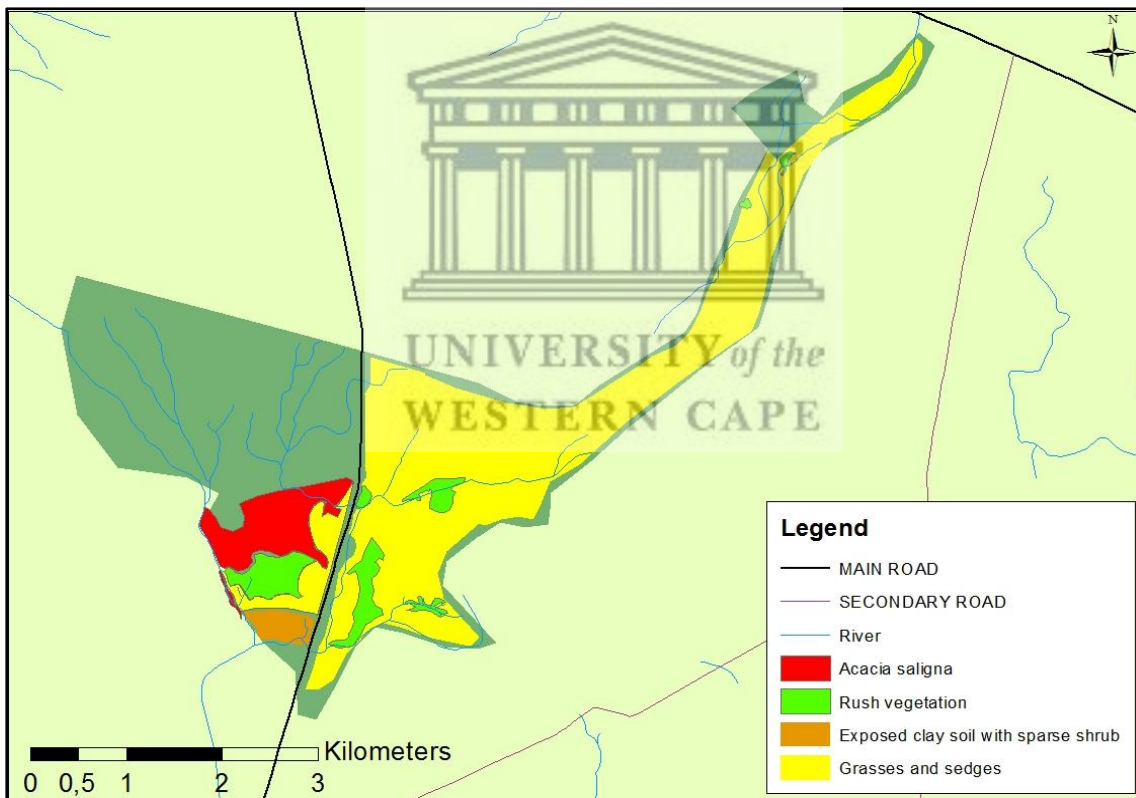 N
UNIVERSITY of the
WESTERN CAPE
Legend
MAIN ROAD
SECONDARY ROAD
River
Acacia saligna
Rush vegetation
Exposed clay soil with sparse shrub
Grasses and sedges
Kilometers
0 0,5 1 2 3